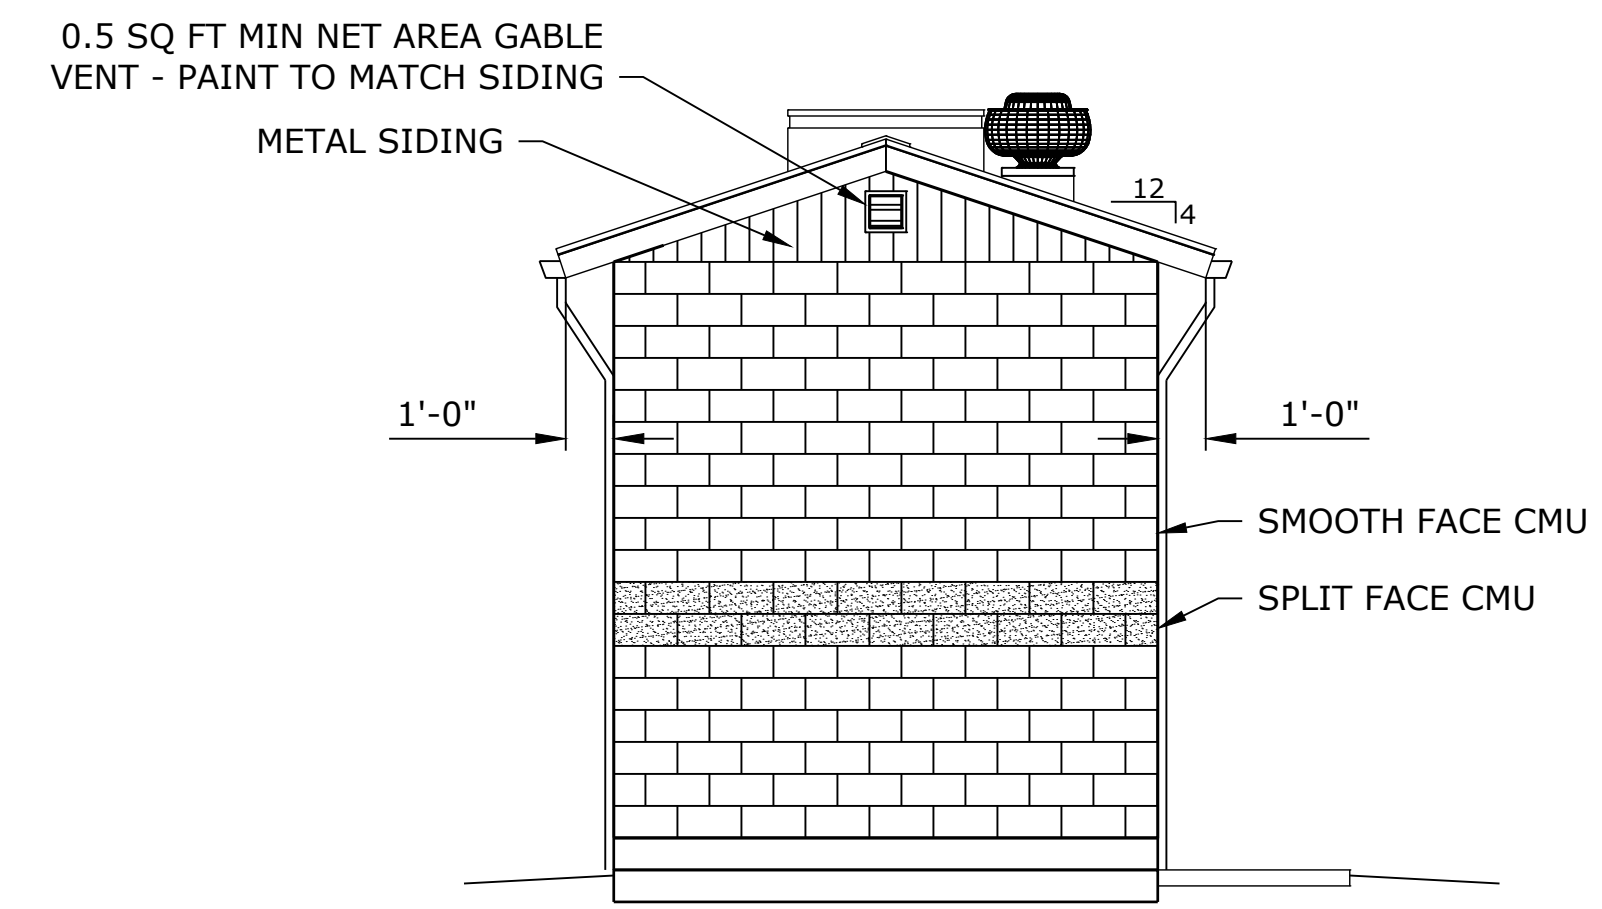 0.5 SQ FT MIN NET AREA GABLE
VENT - PAINT TO MATCH SIDING
METAL SIDING
12
4
1'-0"
1'-0"
SMOOTH FACE CMU
SPLIT FACE CMU